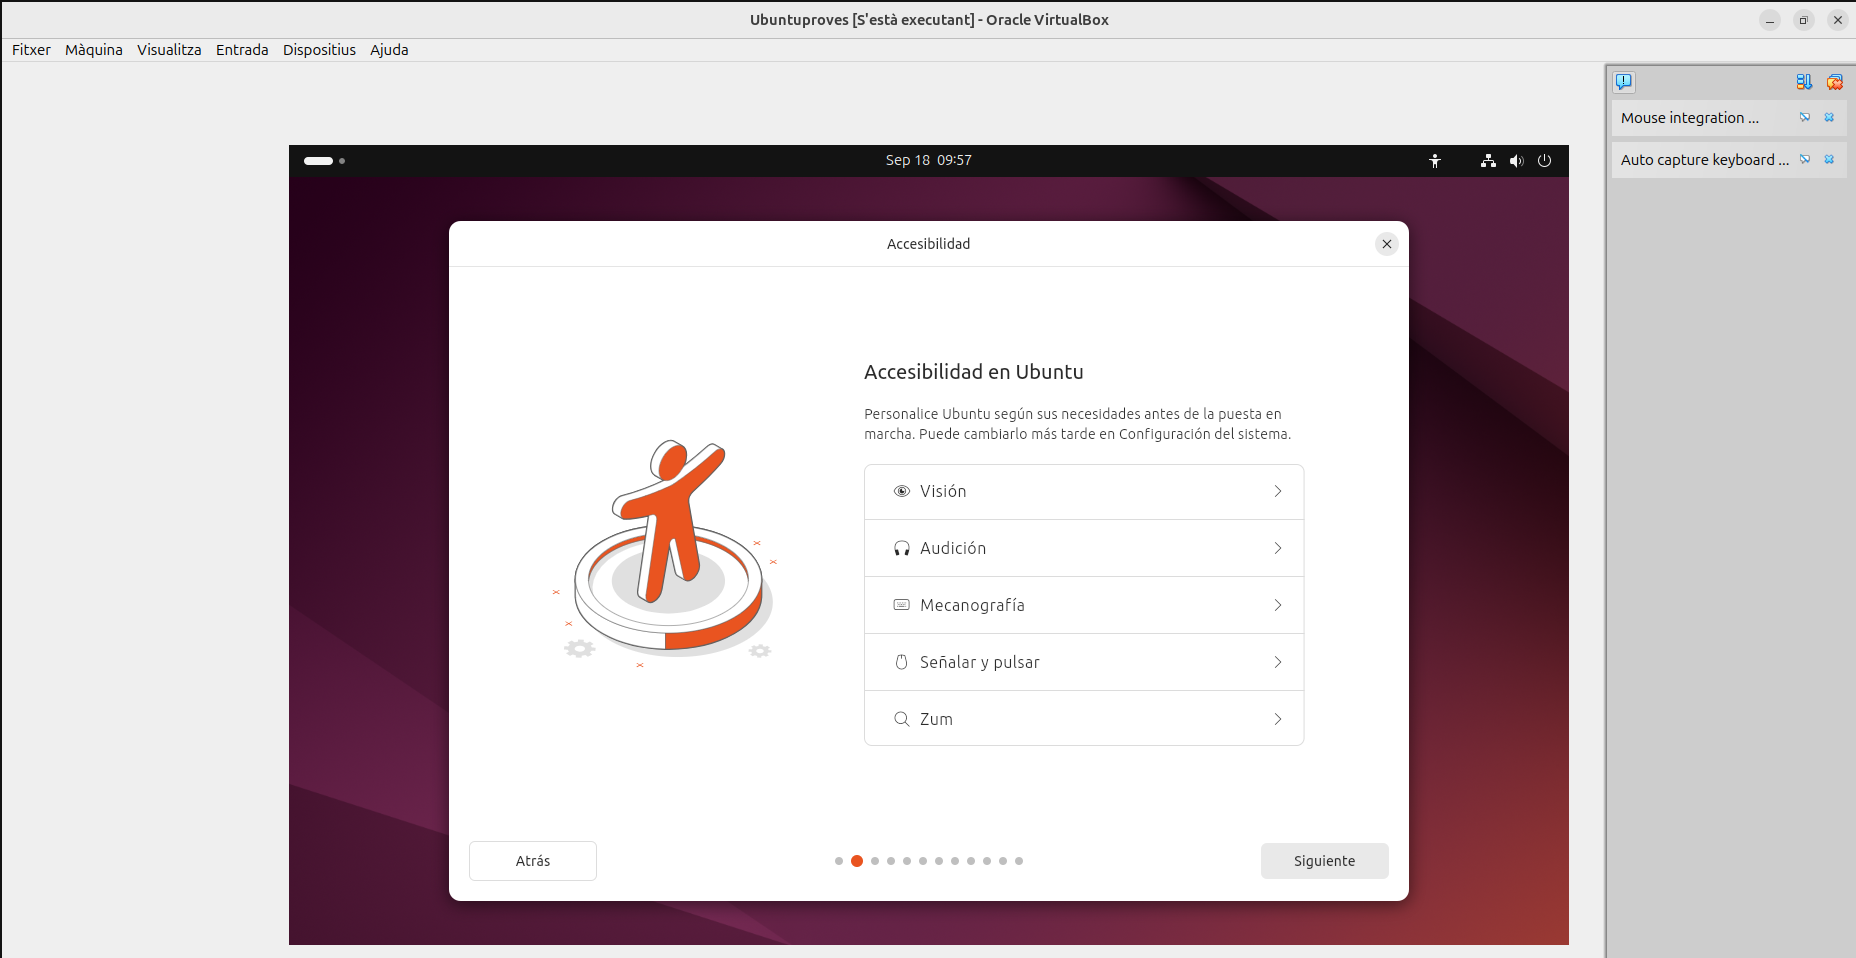 Ubuntuproves [S'està executant] - Oracle VirtualBox
Fitxer Màquina Visualitza Entrada Dispositius Ajuda
Mouse integration ...
Auto capture keyboard ...
Sep 18 09:57
Accesibilidad
Accesibilidad en Ubuntu
Personalice Ubuntu según sus necesidades antes de la puesta en
marcha. Puede cambiarlo más tarde en Configuración del sistema.
Visión
Audición
Mecanografía
Señalar y pulsar
Zum
Atrás
Siguiente